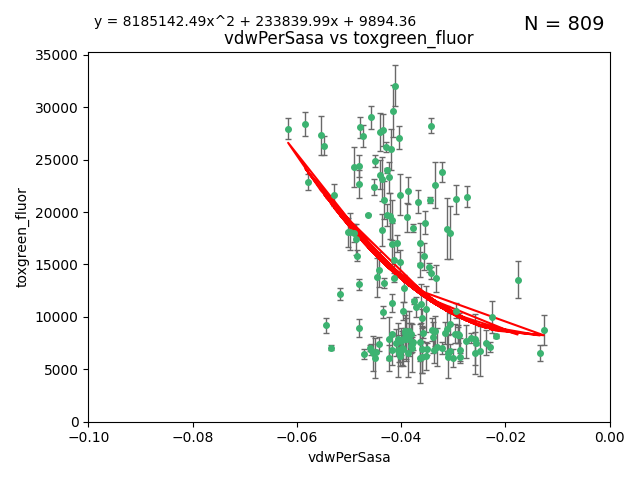 y = 8185142.49x^2 + 233839.99x + 9894.36
N = 809
vdwPerSasa vs toxgreen_fluor
35000
30000
25000
20000
15000
10000
5000
0
toxgreen_fluor
−0.10 −0.08 −0.06 −0.04 −0.02 0.00
vdwPerSasa